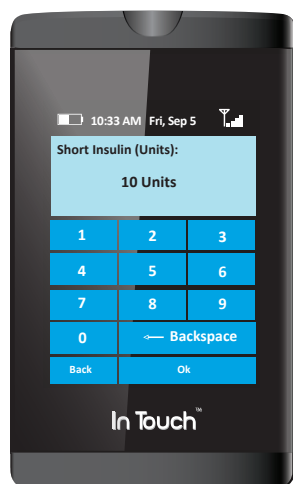 10:33 AM Fri, Sep 5
Short Insulin (Units):
10 Units
1 2 3
4 5 6
7 8 9
0 ⟵ Backspace
Back Ok
In Touch™